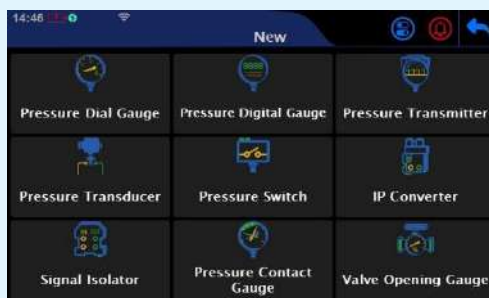 14:46
New
Pressure Dial Gauge
Pressure Digital Gauge
Pressure Transmitter
Pressure Transducer
Pressure Switch
IP Converter
Signal Isolator
Pressure Contact
Gauge
Valve Opening Gauge